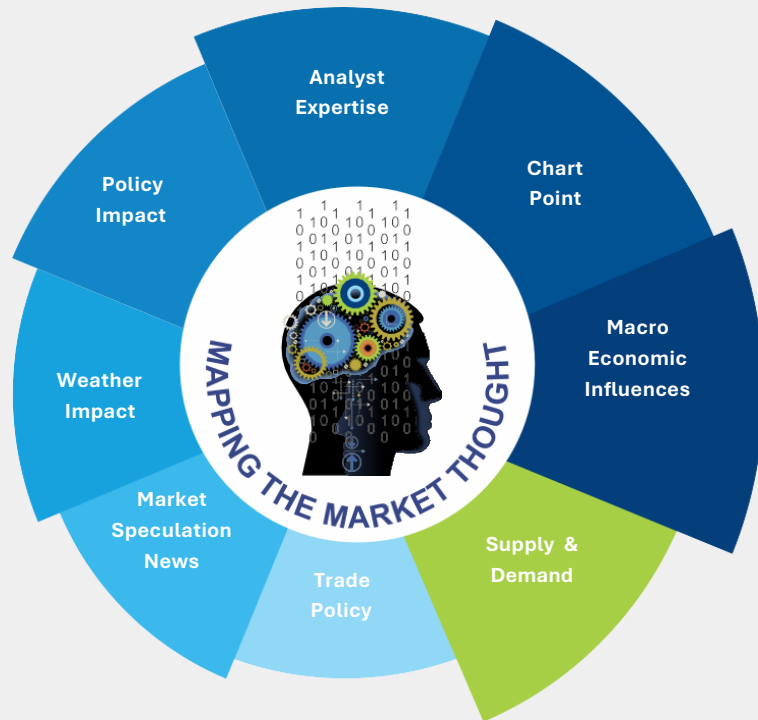 Analyst
Expertise
Chart
Point
Macro
Economic
Influences
Supply &
Demand
Trade
Policy
Market
Speculation
News
Weather
Impact
Policy
Impact
MAPPING THE MARKET THOUGHT